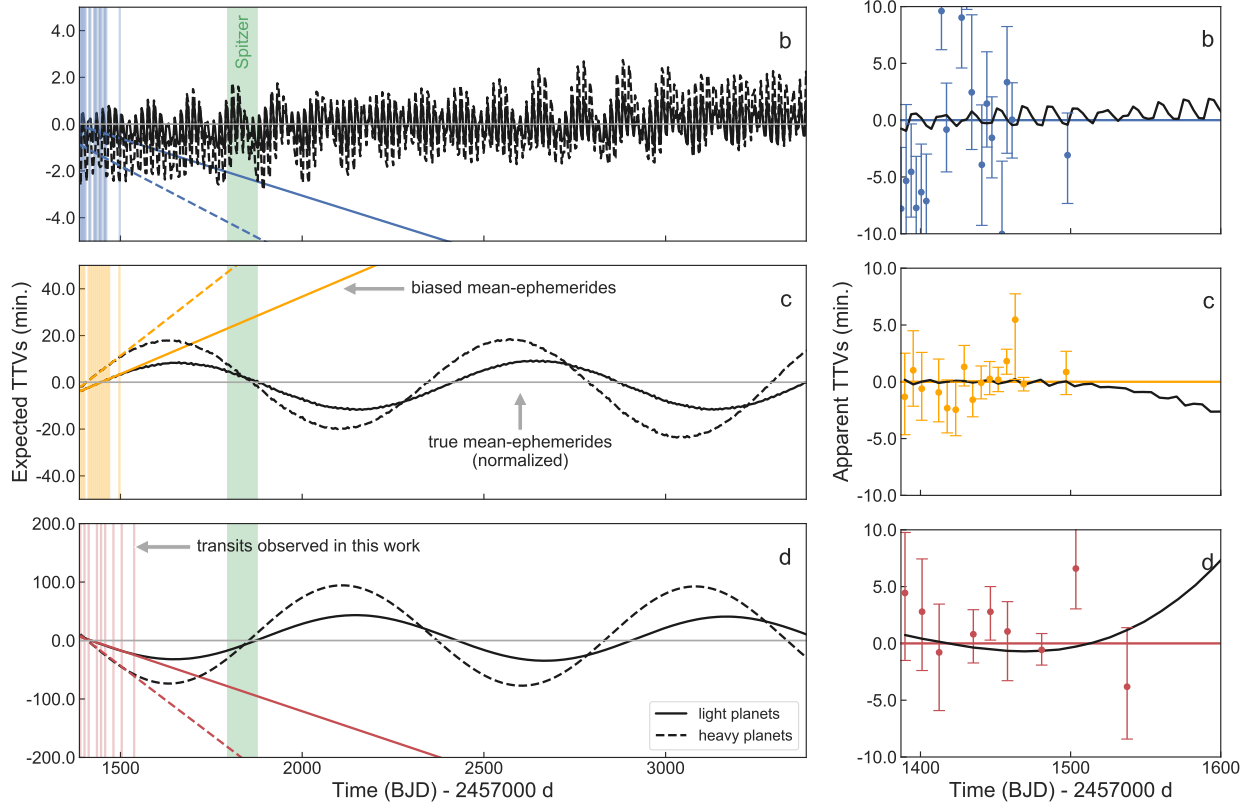 4.0
2.0
0.0
-2.0
-4.0
Spitzer
b
10.0
5.0
0.0
-5.0
-10.0
b
Expected TTVs (min.)
40.0
20.0
0.0
-20.0
-40.0
biased mean-ephemerides
true mean-ephemerides
(normalized)
c
Apparent TTVs (min.)
10.0
5.0
0.0
-5.0
-10.0
c
200.0
100.0
0.0
-100.0
-200.0
transits observed in this work
d
light planets
heavy planets
1500
2000
2500
3000
Time (BJD) - 2457000 d
10.0
5.0
0.0
-5.0
-10.0
d
1400
1500
1600
Time (BJD) - 2457000 d